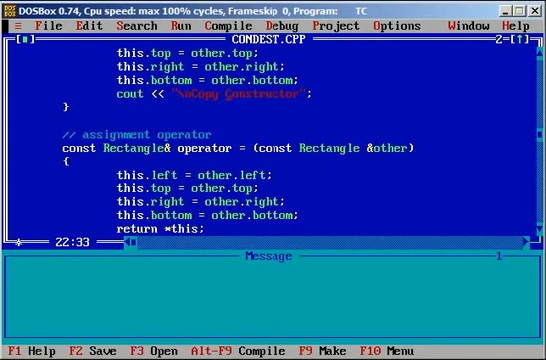 DOSBox 0.74, Cpu speed: max 100% cycles, Frameskip 0, Program: TC
≡ File Edit Search Run Compile Debug Project Options Window Help
[■] CONDEST.CPP 2=[↑]
this.top = other.top;
this.right = other.right;
this.bottom = other.bottom;
cout << "\nCopy Constructor";
}
// assignment operator
const Rectangle& operator = (const Rectangle &other)
{
this.left = other.left;
this.top = other.top;
this.right = other.right;
this.bottom = other.bottom;
return *this;
22:33
Message 1
F1 Help F2 Save F3 Open Alt-F9 Compile F9 Make F10 Menu